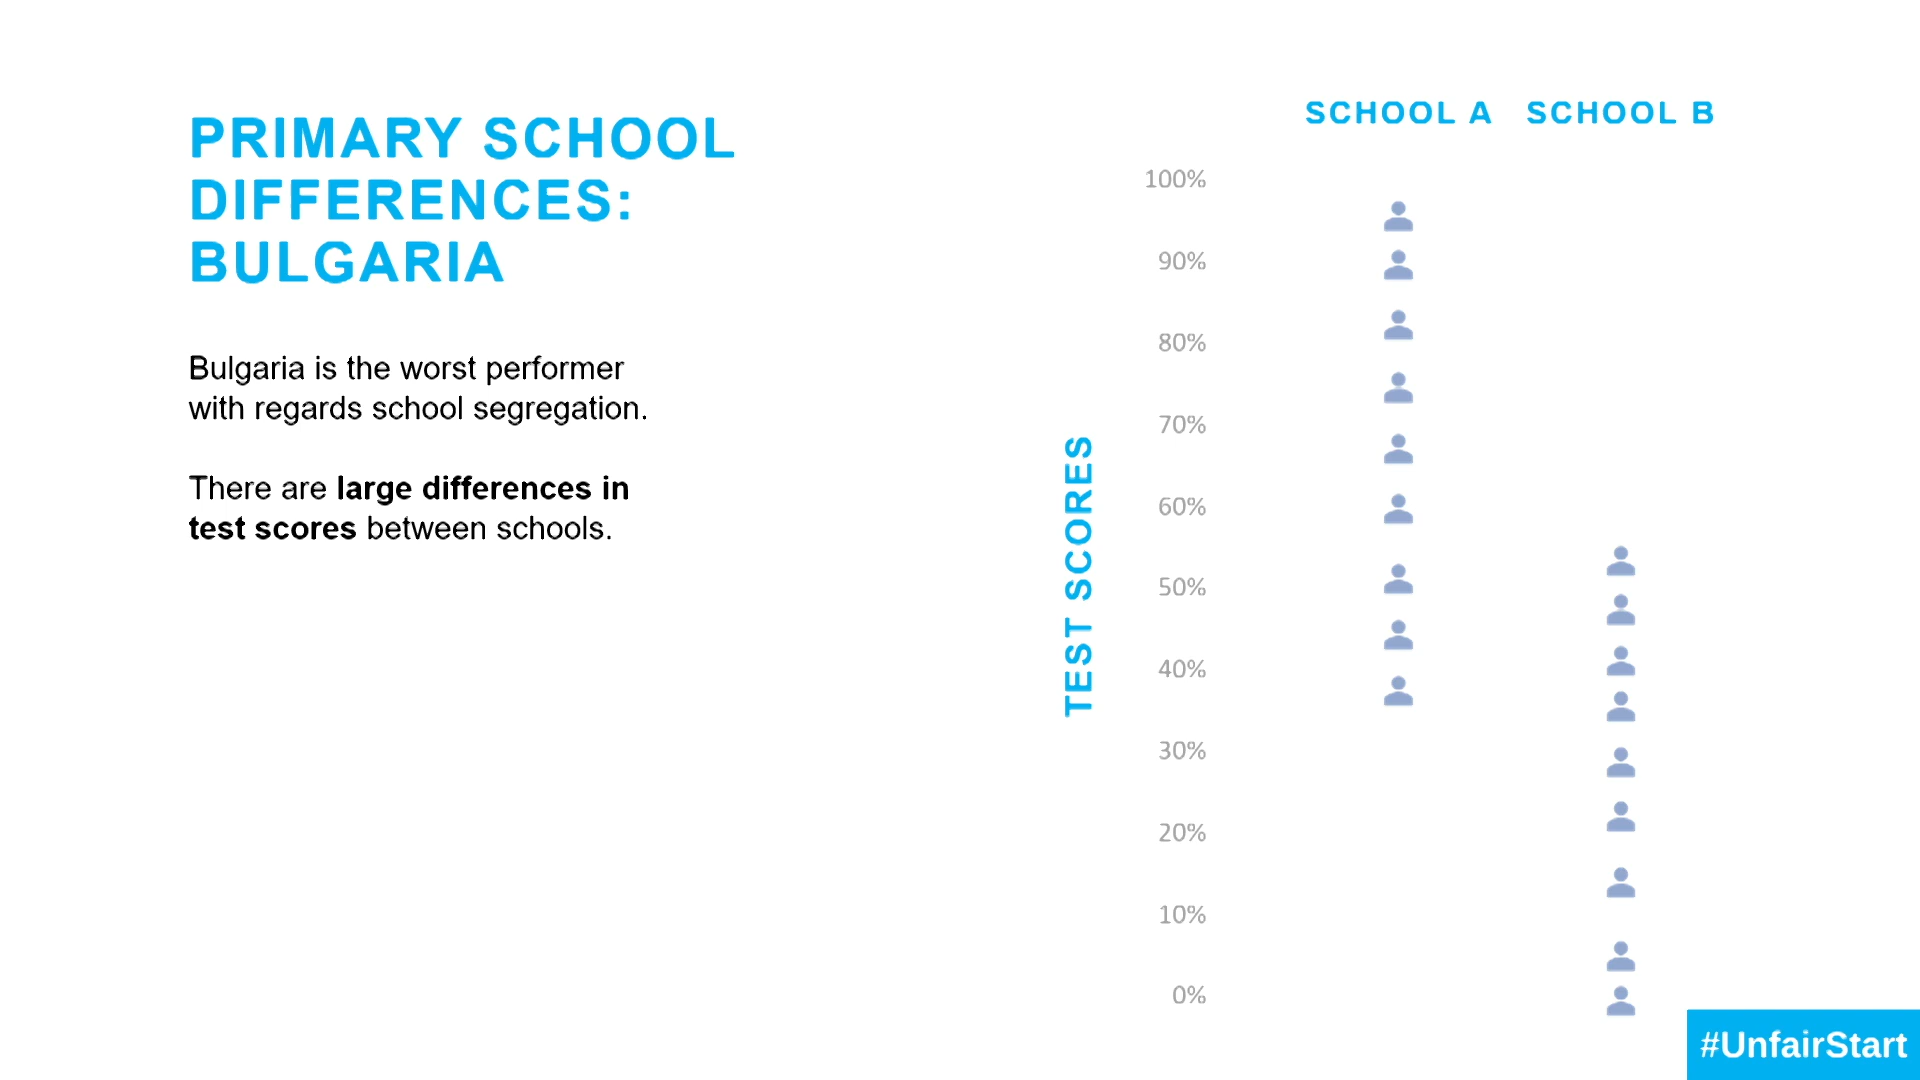 PRIMARY SCHOOL
DIFFERENCES:
BULGARIA
Bulgaria is the worst performer
with regards school segregation.
There are large differences in
test scores between schools.
SCHOOL A SCHOOL B
TEST SCORES
100%
90%
80%
70%
60%
50%
40%
30%
20%
10%
0%
#UnfairStart